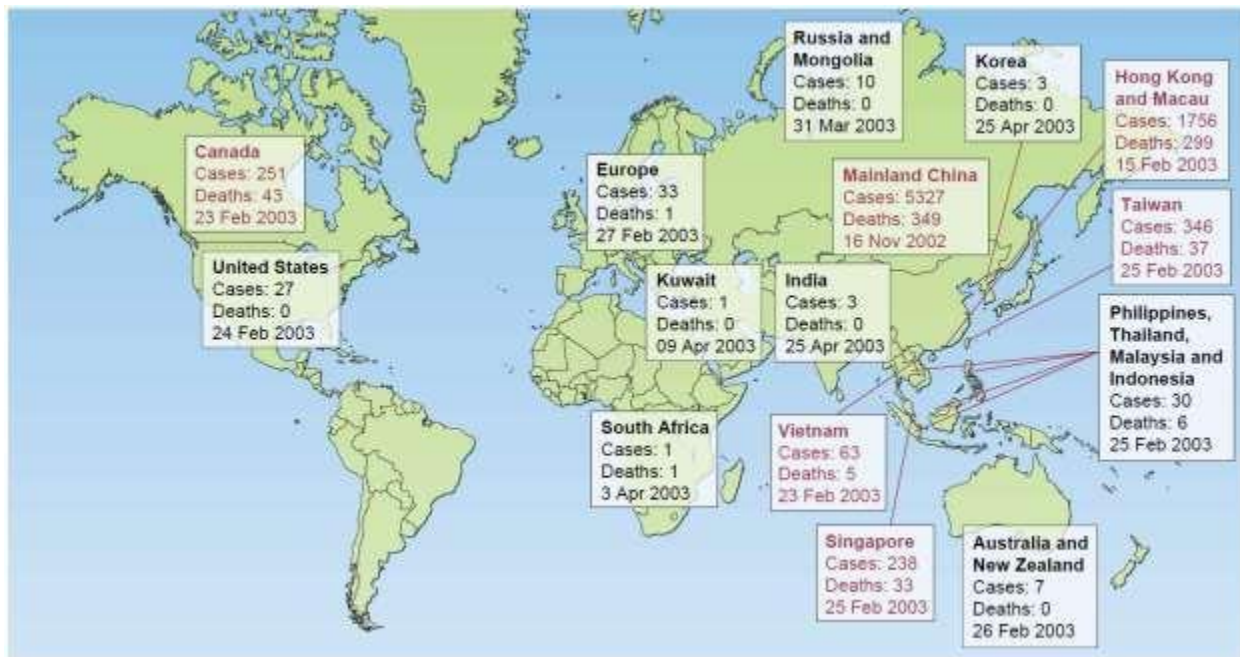 Russia and
Mongolia
Cases: 10
Deaths: 0
31 Mar 2003
Korea
Cases: 3
Deaths: 0
25 Apr 2003
Hong Kong
and Macau
Cases: 1756
Deaths: 299
15 Feb 2003
Canada
Cases: 251
Deaths: 43
23 Feb 2003
Europe
Cases: 33
Deaths: 1
27 Feb 2003
Mainland China
Cases: 5327
Deaths: 349
16 Nov 2002
Taiwan
Cases: 346
Deaths: 37
25 Feb 2003
United States
Cases: 27
Deaths: 0
24 Feb 2003
Kuwait
Cases: 1
Deaths: 0
09 Apr 2003
India
Cases: 3
Deaths: 0
25 Apr 2003
Philippines,
Thailand,
Malaysia and
Indonesia
Cases: 30
Deaths: 6
25 Feb 2003
South Africa
Cases: 1
Deaths: 1
3 Apr 2003
Vietnam
Cases: 63
Deaths: 5
23 Feb 2003
Singapore
Cases: 238
Deaths: 33
25 Feb 2003
Australia and
New Zealand
Cases: 7
Deaths: 0
26 Feb 2003